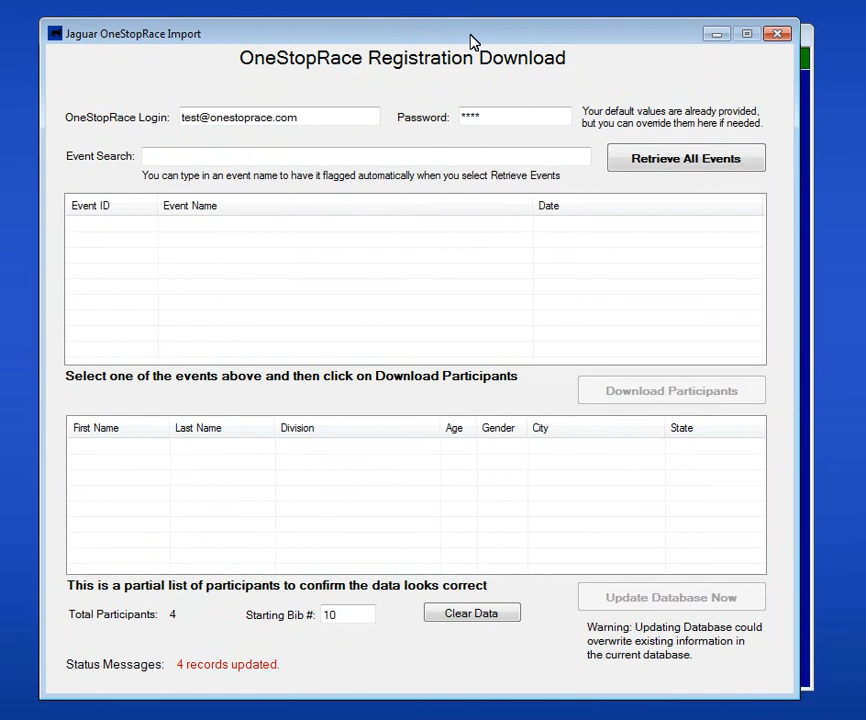 Jaguar OneStopRace Import
OneStopRace Registration Download
OneStopRace Login: test@onestoprace.com Password: **** Your default values are already provided,
but you can override them here if needed.
Event Search: Retrieve All Events
You can type in an event name to have it flagged automatically when you select Retrieve Events
Event ID Event Name Date
Select one of the events above and then click on Download Participants
Download Participants
First Name Last Name Division Age Gender City State
This is a partial list of participants to confirm the data looks correct
Update Database Now
Total Participants: 4 Starting Bib #: 10 Clear Data
Warning: Updating Database could
overwrite existing information in
the current database.
Status Messages: 4 records updated.